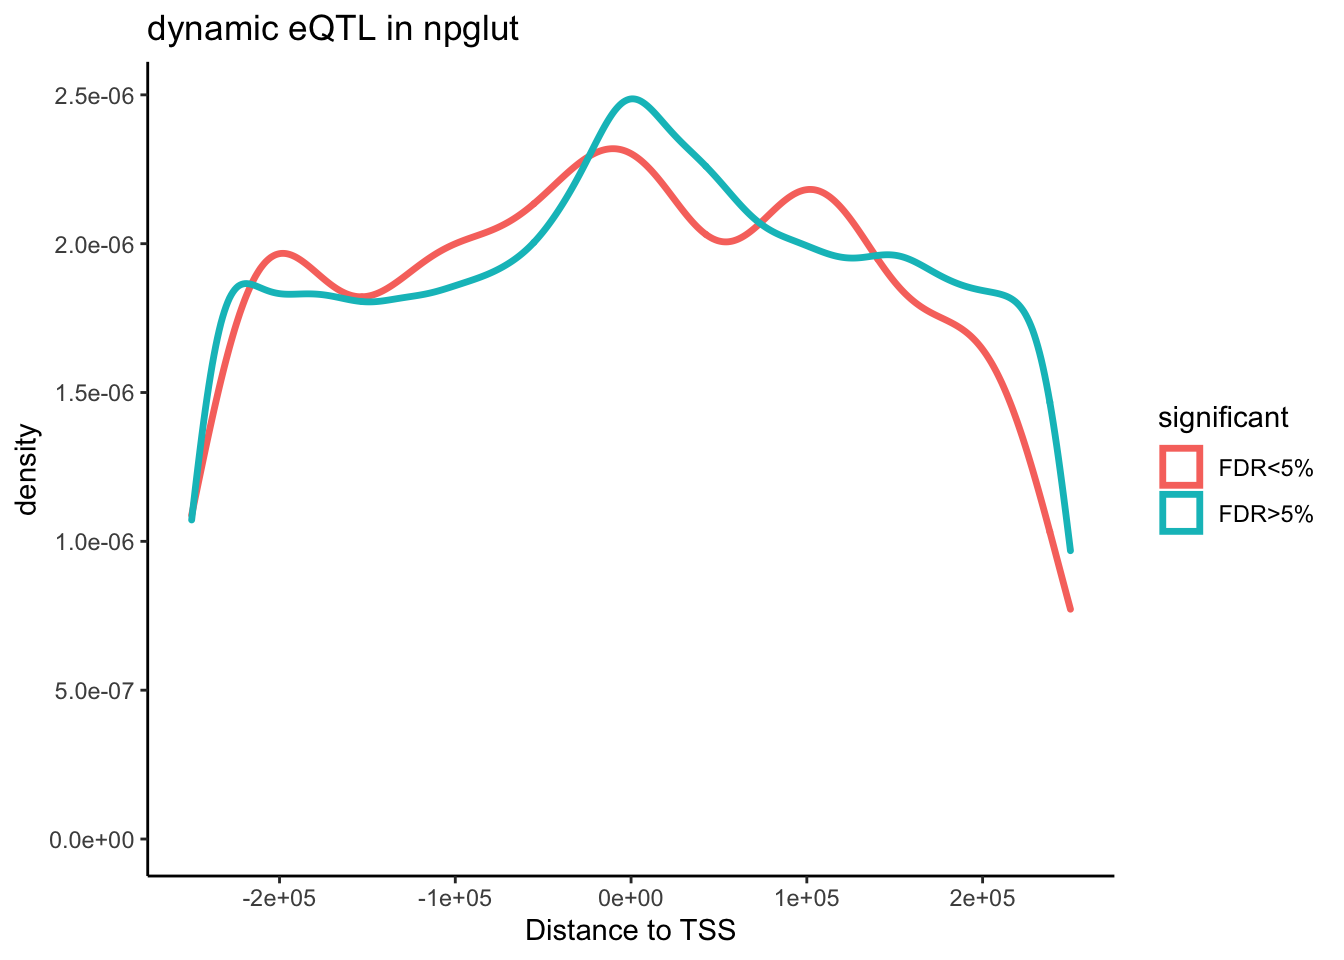 dynamic eQTL in npglut
2.5e-06
2.0e-06
1.5e-06
1.0e-06
5.0e-07
0.0e+00
density
-2e+05
-1e+05
0e+00
1e+05
2e+05
Distance to TSS
significant
FDR<5%
FDR>5%